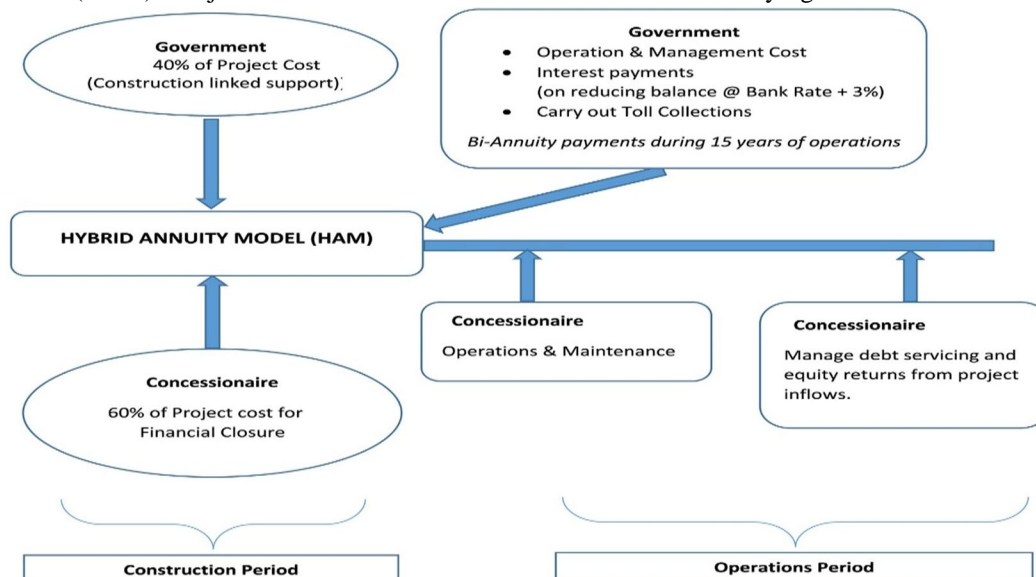 Government
40% of Project Cost
(Construction linked support)
Government
• Operation & Management Cost
• Interest payments
(on reducing balance @ Bank Rate + 3%)
• Carry out Toll Collections
Bi-Annuity payments during 15 years of operations
HYBRID ANNUITY MODEL (HAM)
Concessionaire
Operations & Maintenance
Concessionaire
Manage debt servicing and
equity returns from project
inflows.
Concessionaire
60% of Project cost for
Financial Closure
Construction Period
Operations Period